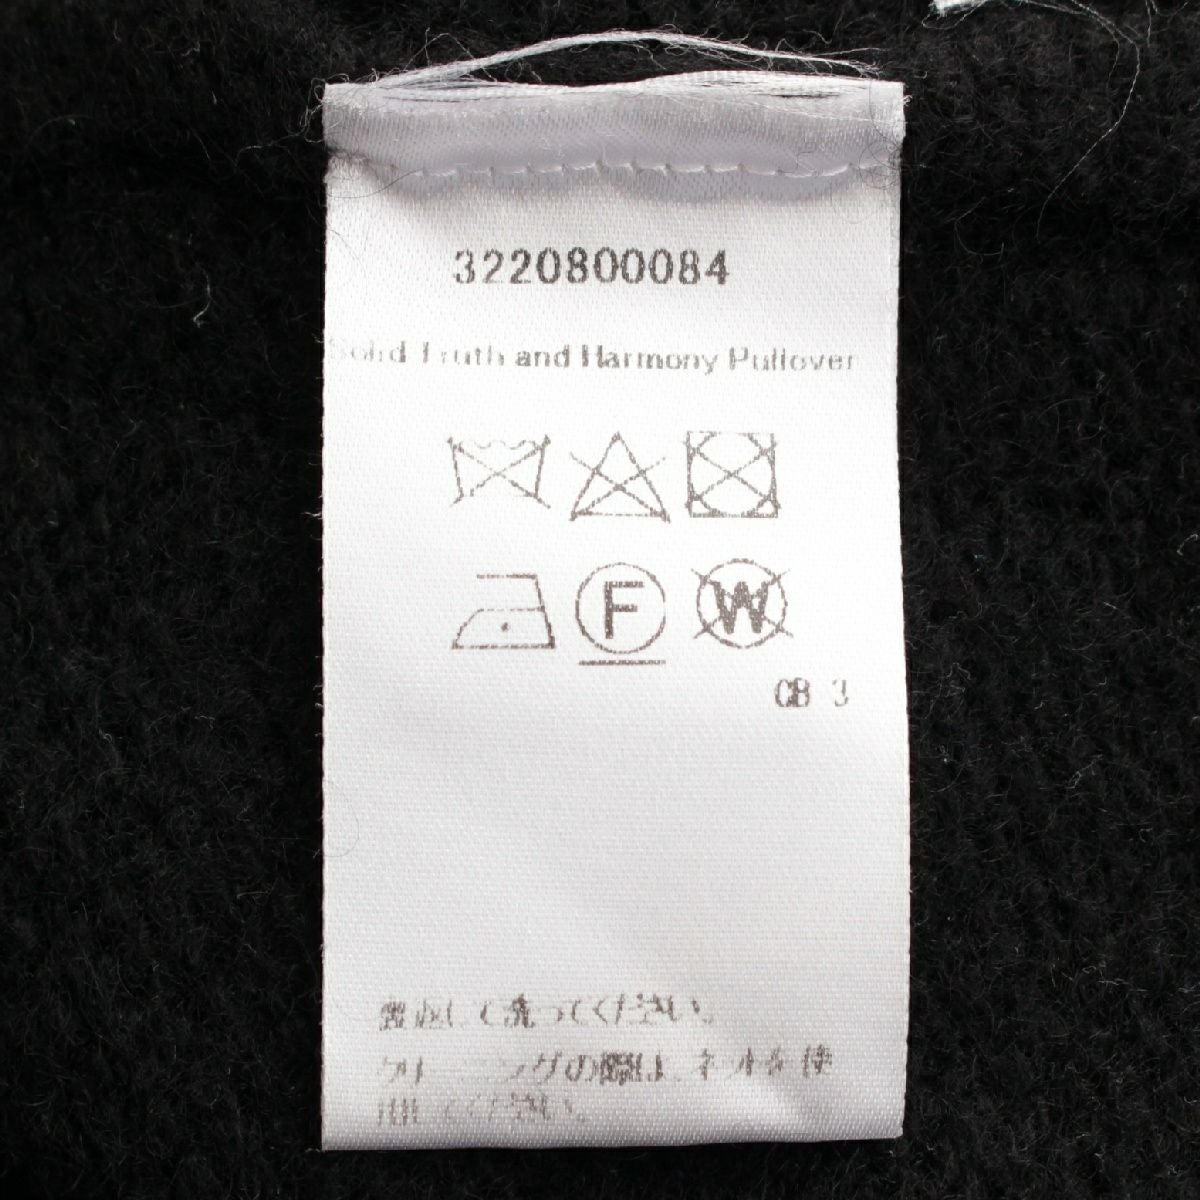 3220800084
Solid Truth and Harmony Pullover
F W
CB 3
裏返して洗ってください。
クリーニングの際は、ネットを使
用してください。